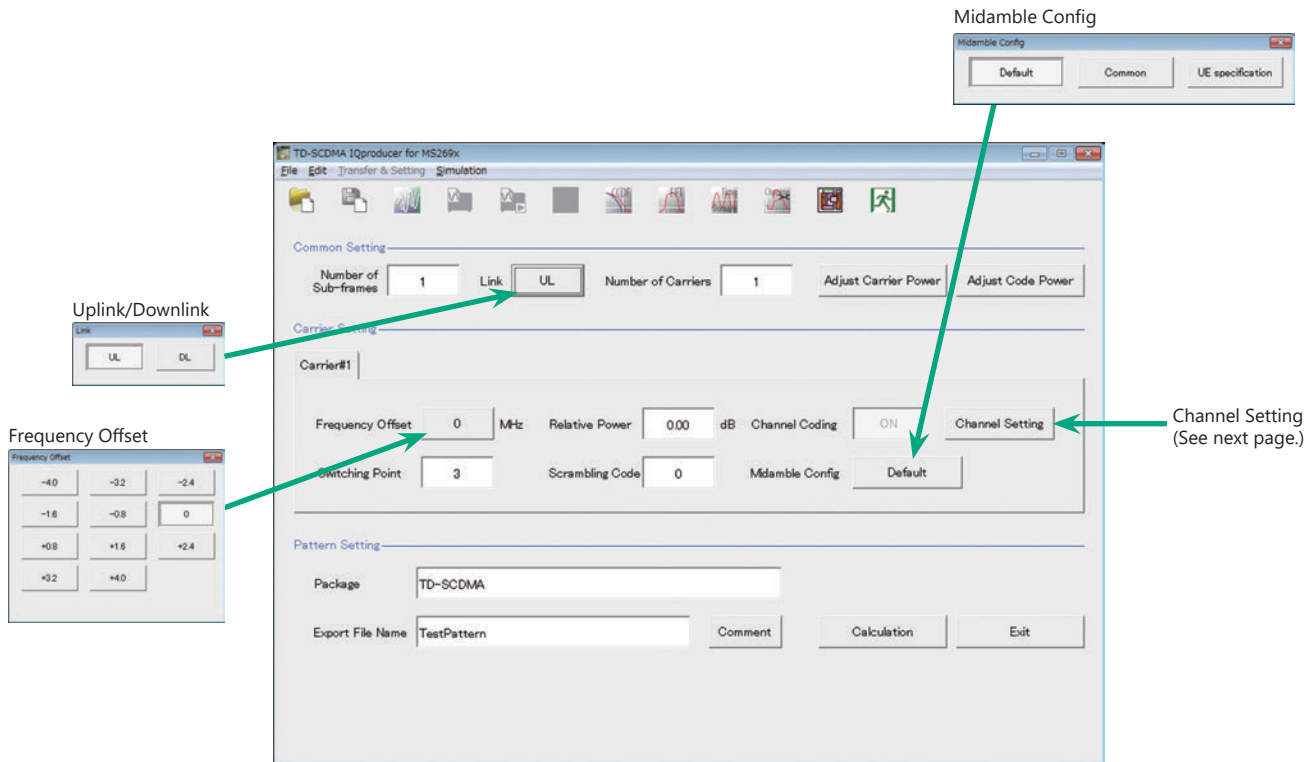 Midamble Config
Midamble Config
Default Common UE specification
TD-SCDMA IQproducer for MS269x
File Edit Transfer & Setting Simulation
Common Setting
Number of Sub-frames 1 Link UL Number of Carriers 1 Adjust Carrier Power Adjust Code Power
Uplink/Downlink
Link
UL DL
Carrier Setting
Carrier#1
Frequency Offset 0 MHz Relative Power 0.00 dB Channel Coding ON Channel Setting
Channel Setting
(See next page.)
Switching Point 3 Scrambling Code 0 Midamble Config Default
Frequency Offset
Frequency Offset
-4.0 -3.2 -2.4
-1.6 -0.8 0
+0.8 +1.6 +2.4
+3.2 +4.0
Pattern Setting
Package TD-SCDMA
Export File Name TestPattern Comment Calculation Exit